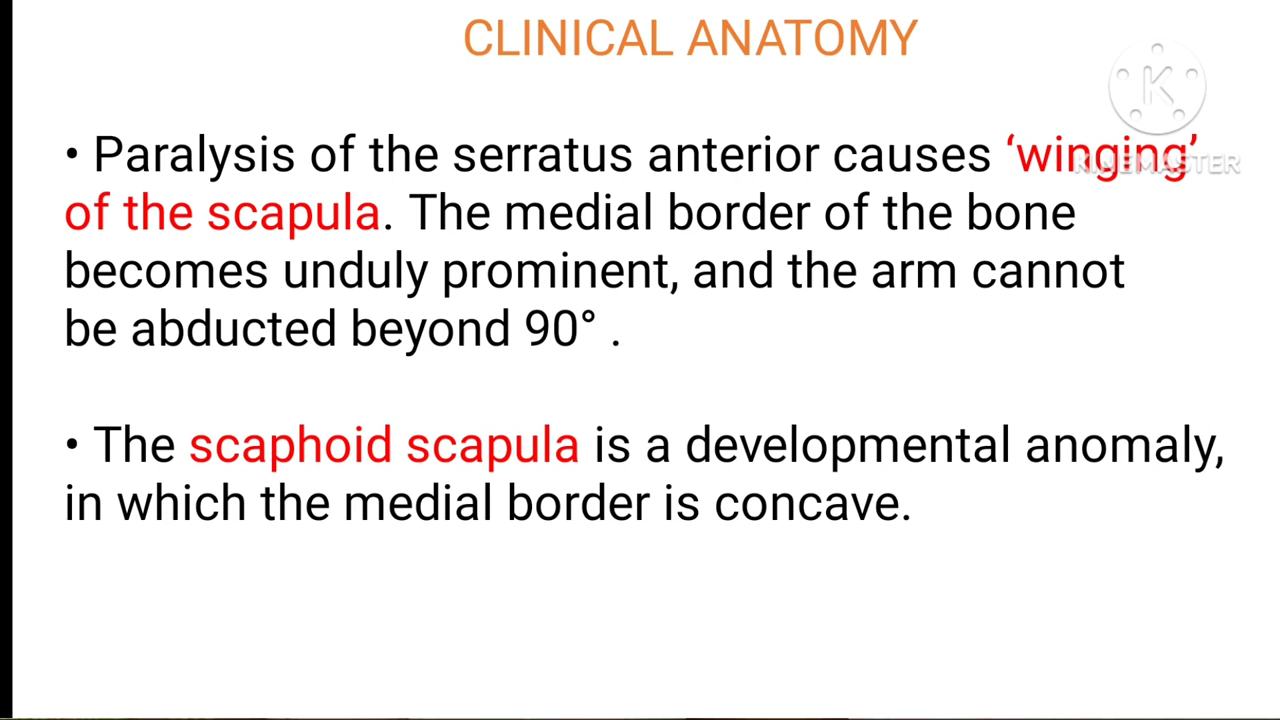 CLINICAL ANATOMY
• Paralysis of the serratus anterior causes ‘winging’
KINEMASTER
of the scapula. The medial border of the bone
becomes unduly prominent, and the arm cannot
be abducted beyond 90° .
• The scaphoid scapula is a developmental anomaly,
in which the medial border is concave.